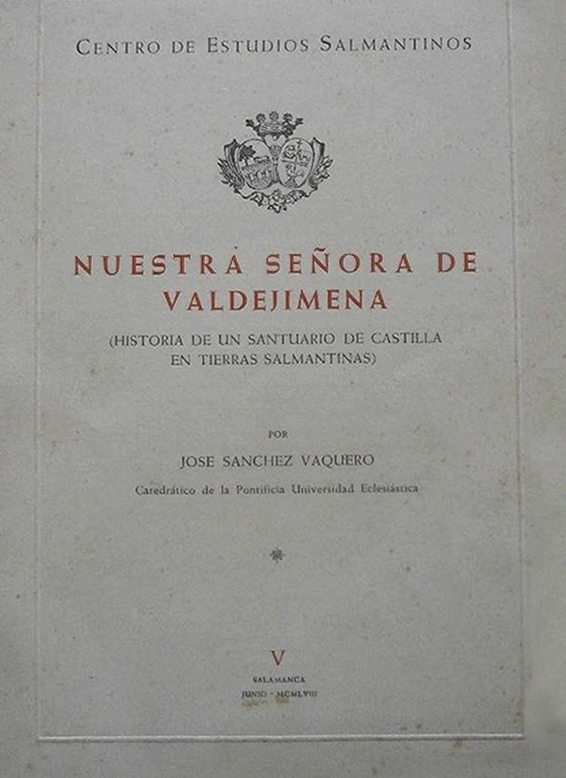 CENTRO DE ESTUDIOS SALMANTINOS
NUESTRA SEÑORA DE
VALDEJIMENA
(HISTORIA DE UN SANTUARIO DE CASTILLA
EN TIERRAS SALMANTINAS)
POR
JOSE SANCHEZ VAQUERO
Catedrático de la Pontificia Universidad Eclesiástica
V
SALAMANCA
JUNIO - MCMLVIII